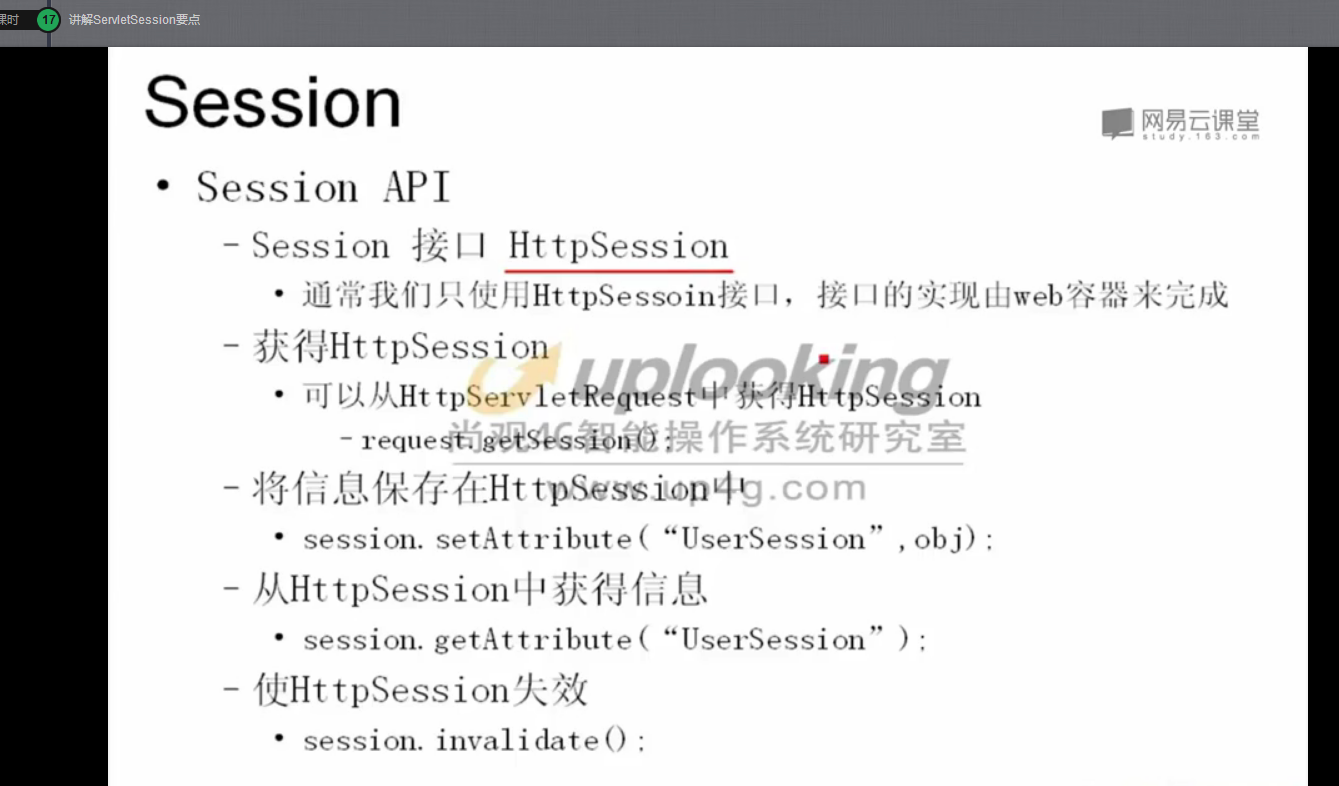 课时 17 讲解ServletSession要点
Session
网易云课堂
study.163.com
• Session API
– Session 接口 HttpSession
• 通常我们只使用HttpSessoin接口，接口的实现由web容器来完成
– 获得HttpSession
uplooking
• 可以从HttpServletRequest中获得HttpSession
尚观4G智能操作系统研究室
– request.getSession();
– 将信息保存在HttpSession中
www.up4g.com
• session.setAttribute(“UserSession”,obj);
– 从HttpSession中获得信息
• session.getAttribute(“UserSession”);
– 使HttpSession失效
• session.invalidate();